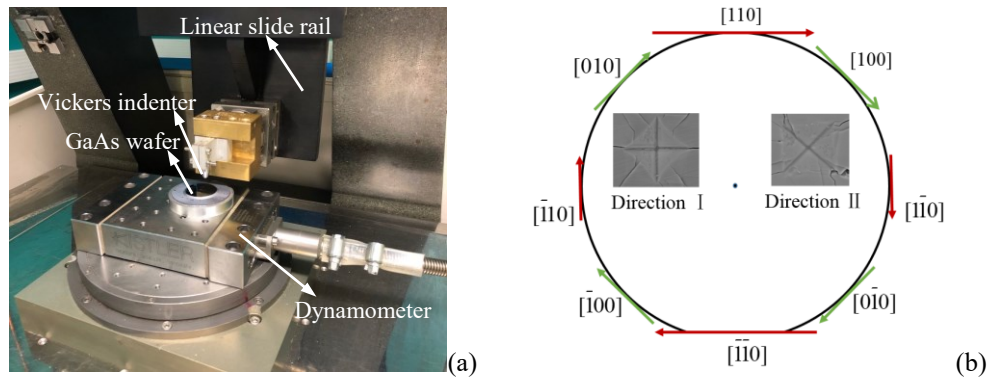 Linear slide rail
Vickers indenter
GaAs wafer
KISTLER
Dynamometer
(a)
[110]
[010]
[100]
Direction Ⅰ
Direction Ⅱ
[1̄10]
[11̄0]
[1̄00]
[01̄0]
[1̄1̄0]
(b)